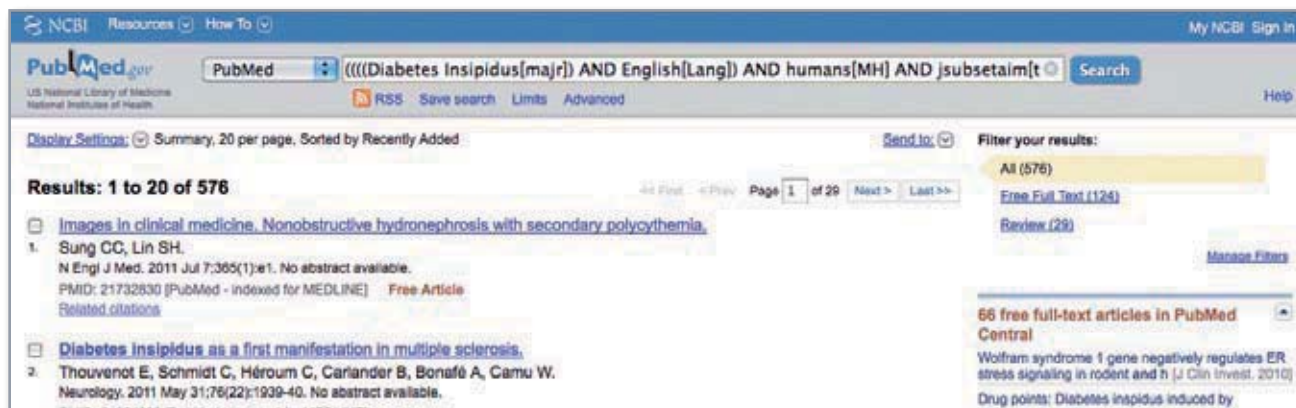 NCBI Resources How To My NCBI Sign In
PubMed.gov
US National Library of Medicine
National Institutes of Health
PubMed ((((Diabetes Insipidus[majr]) AND English[Lang]) AND humans[MH] AND jsubsetaim[t Search
RSS Save search Limits Advanced Help
Display Settings: Summary, 20 per page, Sorted by Recently Added Send to:
Results: 1 to 20 of 576
<< First < Prev Page 1 of 29 Next > Last >>
1. Images in clinical medicine. Nonobstructive hydronephrosis with secondary polycythemia.
Sung CC, Lin SH.
N Engl J Med. 2011 Jul 7;365(1):e1. No abstract available.
PMID: 21732830 [PubMed - indexed for MEDLINE] Free Article
Related citations
2. Diabetes insipidus as a first manifestation in multiple sclerosis.
Thouvenot E, Schmidt C, Héroum C, Carlander B, Bonafé A, Camu W.
Neurology. 2011 May 31;76(22):1939-40. No abstract available.
Filter your results:
All (576)
Free Full Text (124)
Review (29)
Manage Filters
66 free full-text articles in PubMed
Central
Wolfram syndrome 1 gene negatively regulates ER
stress signaling in rodent and h [J Clin Invest. 2010]
Drug points: Diabetes inspidus induced by